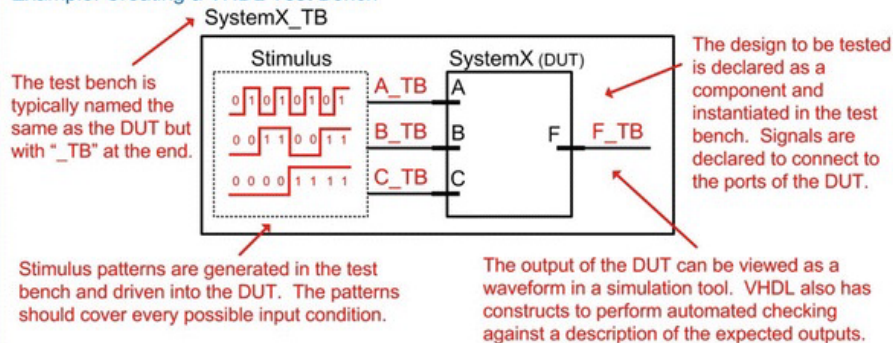 Example: Creating a VHDL Test Bench
SystemX_TB
The test bench is
typically named the
same as the DUT but
with “_TB” at the end.
Stimulus
0 1 0 1 0 1 0 1
0 0 1 1 0 0 1 1
0 0 0 0 1 1 1 1
A_TB
B_TB
C_TB
SystemX (DUT)
A
B
C
F
F_TB
The design to be tested
is declared as a
component and
instantiated in the test
bench. Signals are
declared to connect to
the ports of the DUT.
Stimulus patterns are generated in the test
bench and driven into the DUT. The patterns
should cover every possible input condition.
The output of the DUT can be viewed as a
waveform in a simulation tool. VHDL also has
constructs to perform automated checking
against a description of the expected outputs.